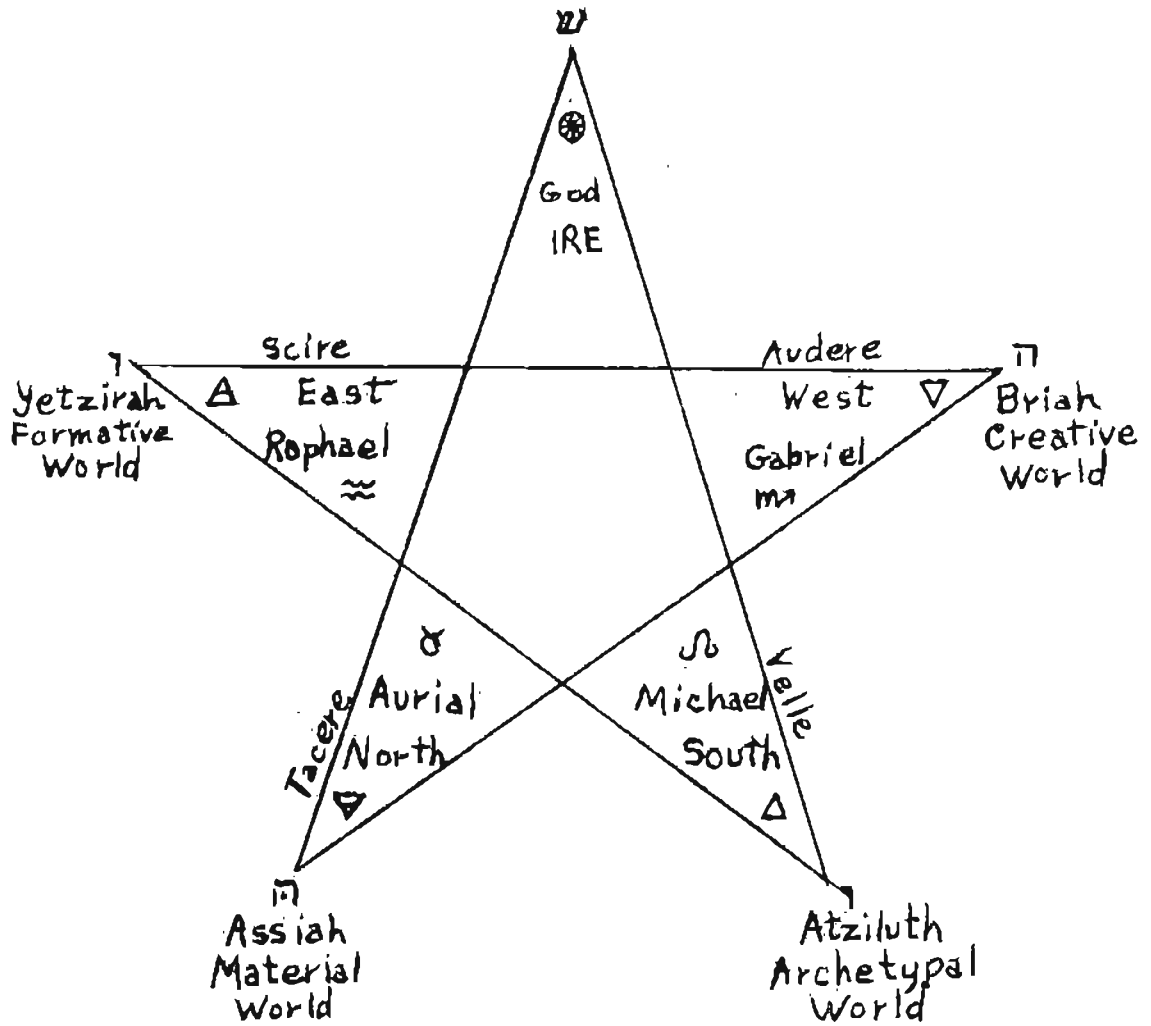 ש
God
IRE
Scire
Audere
ו
ה
Yetzirah
Formative
World
East
Rophael
West
Gabriel
Briah
Creative
World
Tacere
Aurial
North
Michael
South
Velle
ה
Assiah
Material
World
י
Atziluth
Archetypal
World